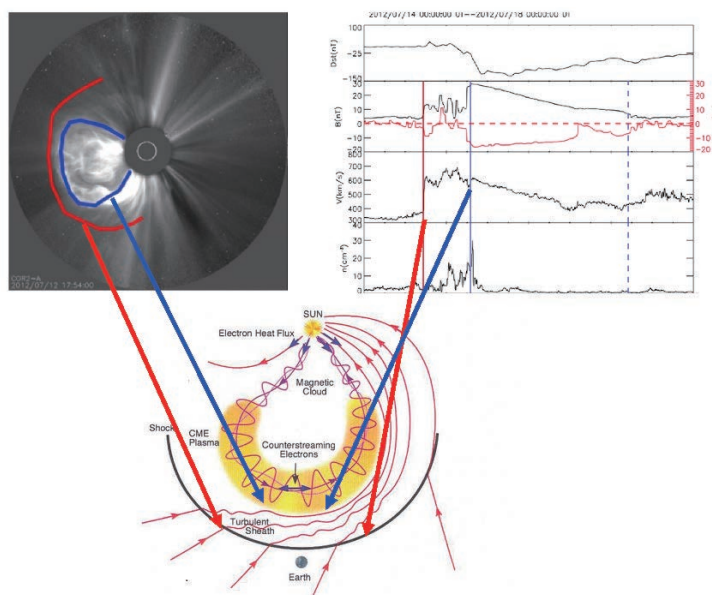 2012/07/14 00:00:00 UT--2012/07/18 00:00:00 UT
Dst(nT)
100
-25
-150
B(nT)
30
20
10
0
-10
-20
30
20
10
0
-10
-20
V(km/s)
800
700
600
500
400
300
n(cm⁻³)
40
30
20
10
0
COR2-A
2012/07/12 17:54:00
SUN
Electron Heat Flux
Magnetic
Cloud
Shock
CME
Plasma
Counterstreaming
Electrons
Turbulent
Sheath
Earth